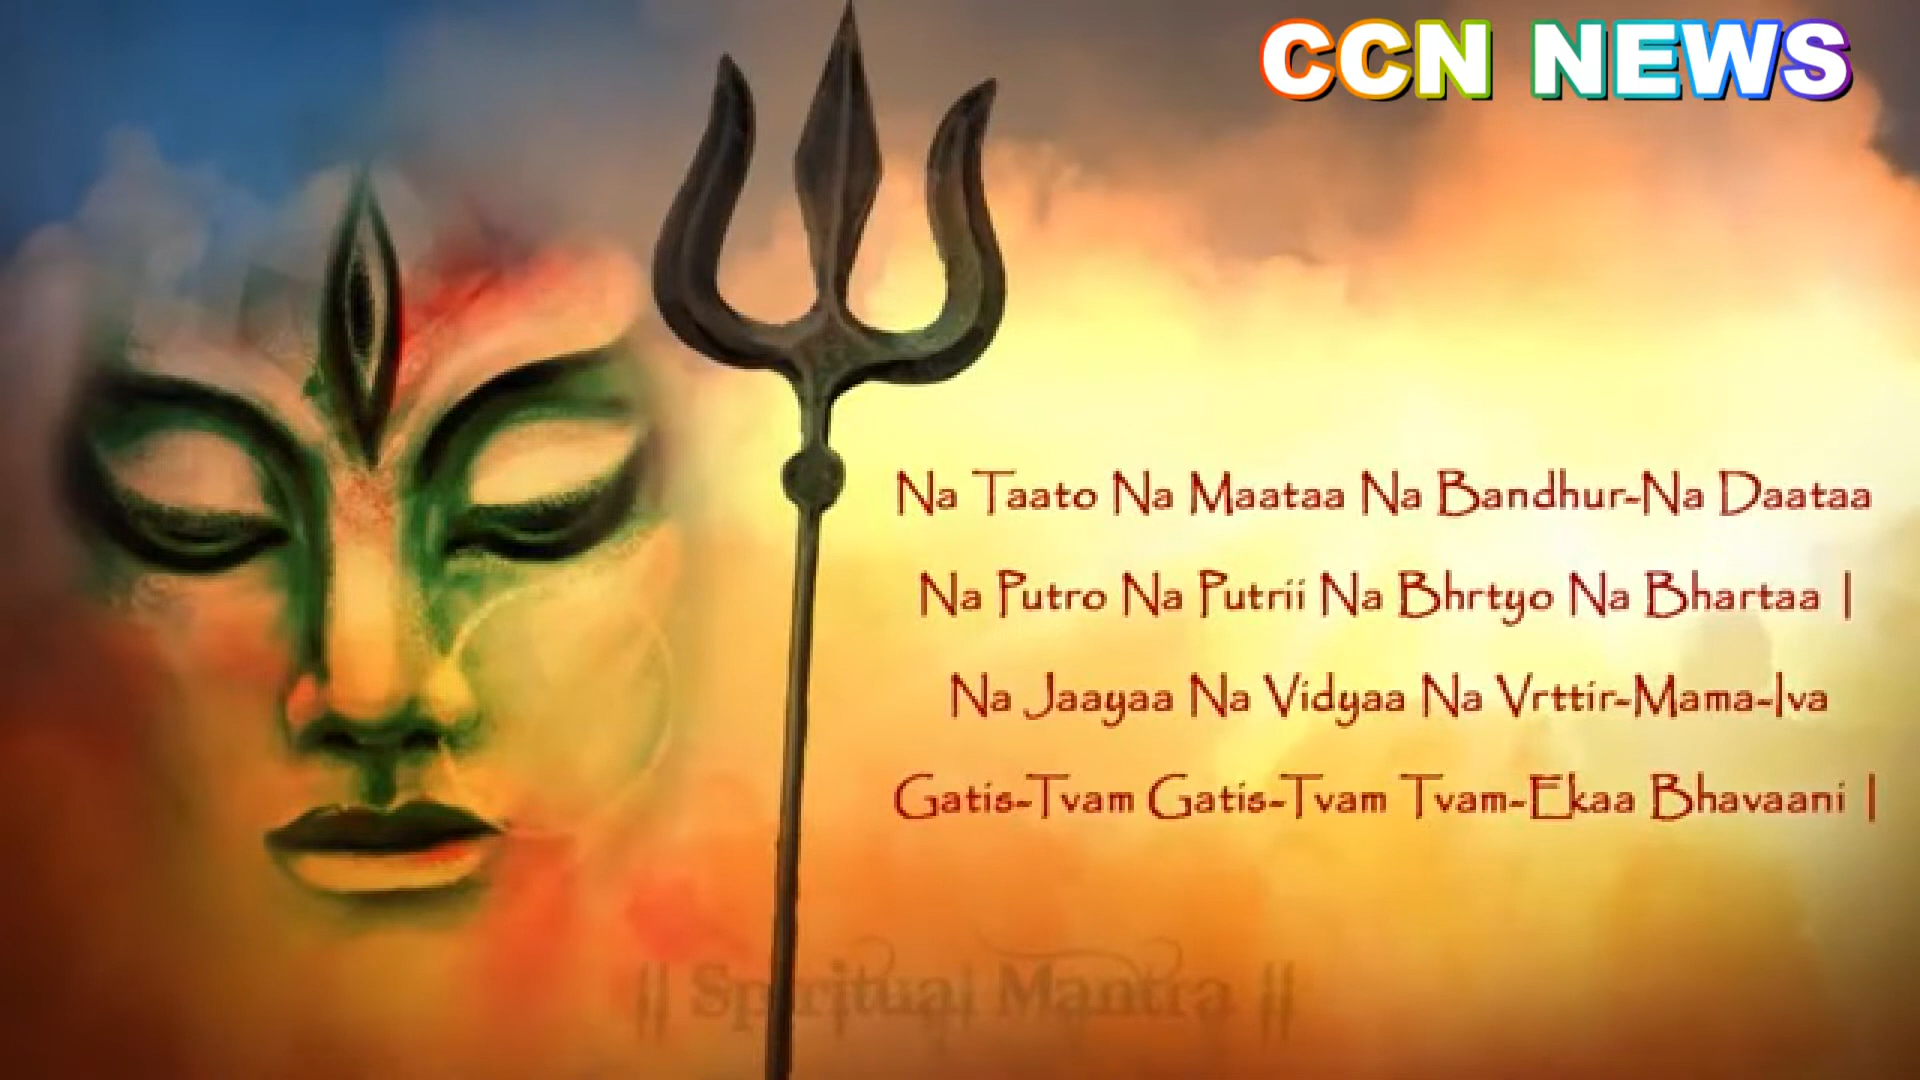 CCN NEWS
Na Taato Na Maataa Na Bandhur-Na Daataa
Na Putro Na Putrii Na Bhrtyo Na Bhartaa |
Na Jaayaa Na Vidyaa Na Vrttir-Mama-Iva
Gatis-Tvam Gatis-Tvam Tvam-Ekaa Bhavaani |
|| Spiritual Mantra ||